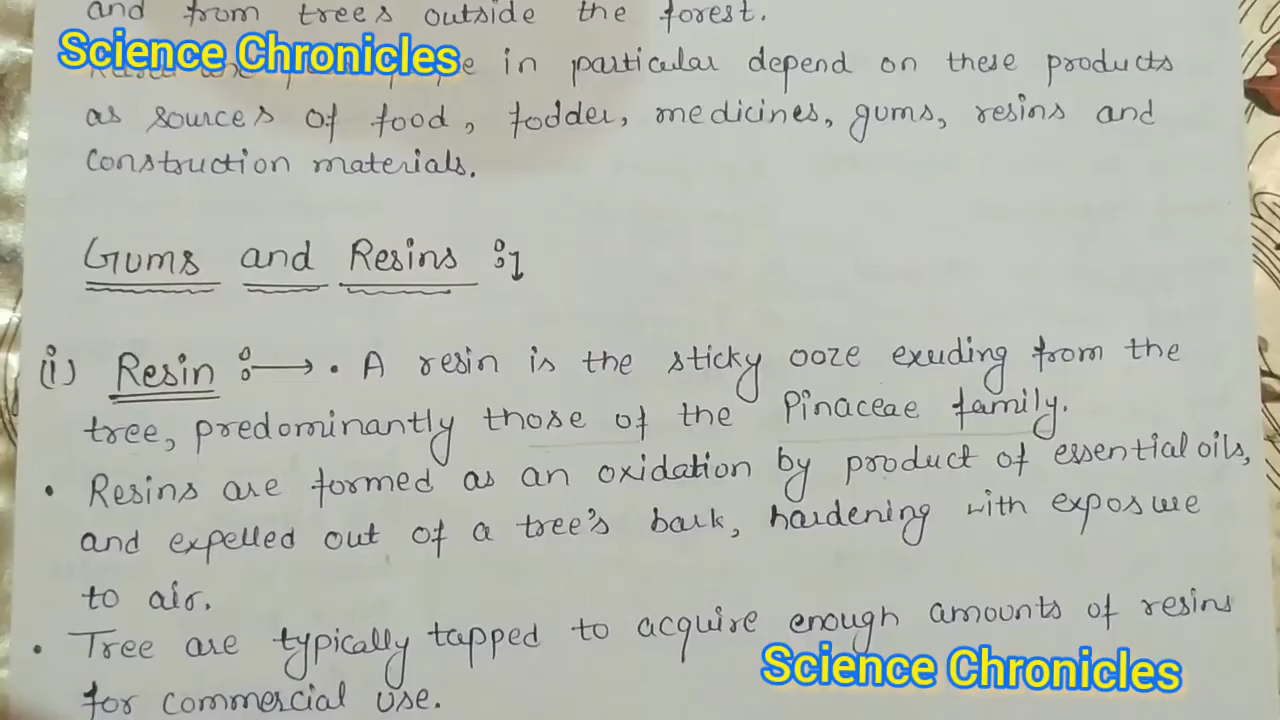 and from trees outside the forest.
Science Chronicles
in particular depend on these products
as sources of food, fodder, medicines, gums, resins and
construction materials.
Gums and Resins :-
(i) Resin :→ • A resin is the sticky ooze exuding from the
tree, predominantly those of the Pinaceae family.
• Resins are formed as an oxidation by product of essential oils,
and expelled out of a tree's bark, hardening with exposure
to air.
• Tree are typically tapped to acquire enough amounts of resins
for commercial use.
Science Chronicles